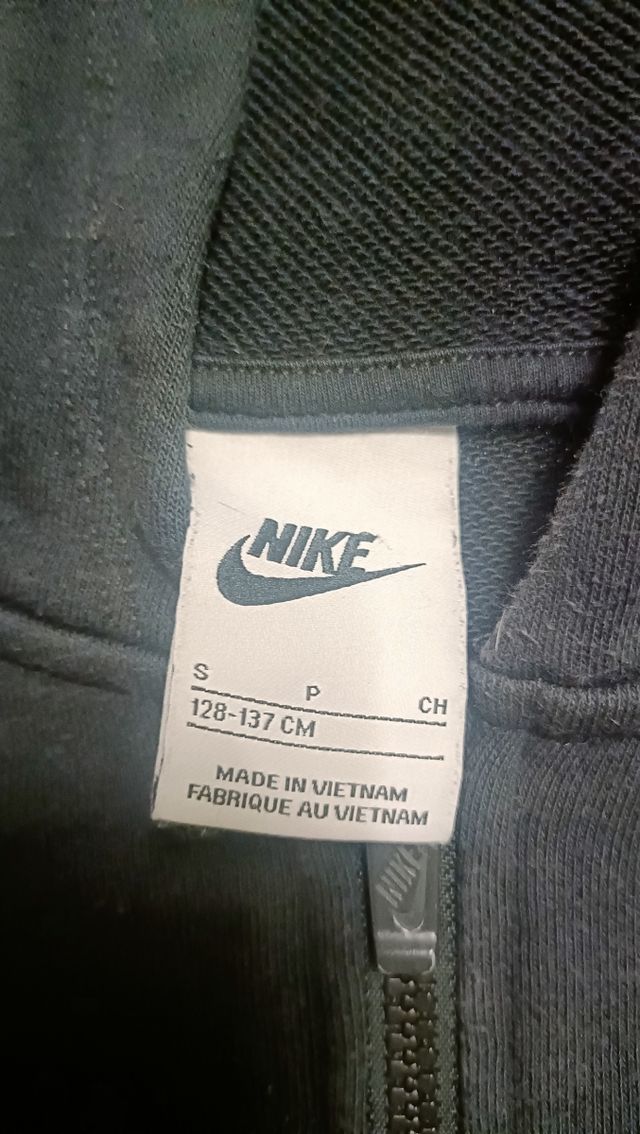 NIKE
S P CH
128-137 CM
MADE IN VIETNAM
FABRIQUE AU VIETNAM
NIKE